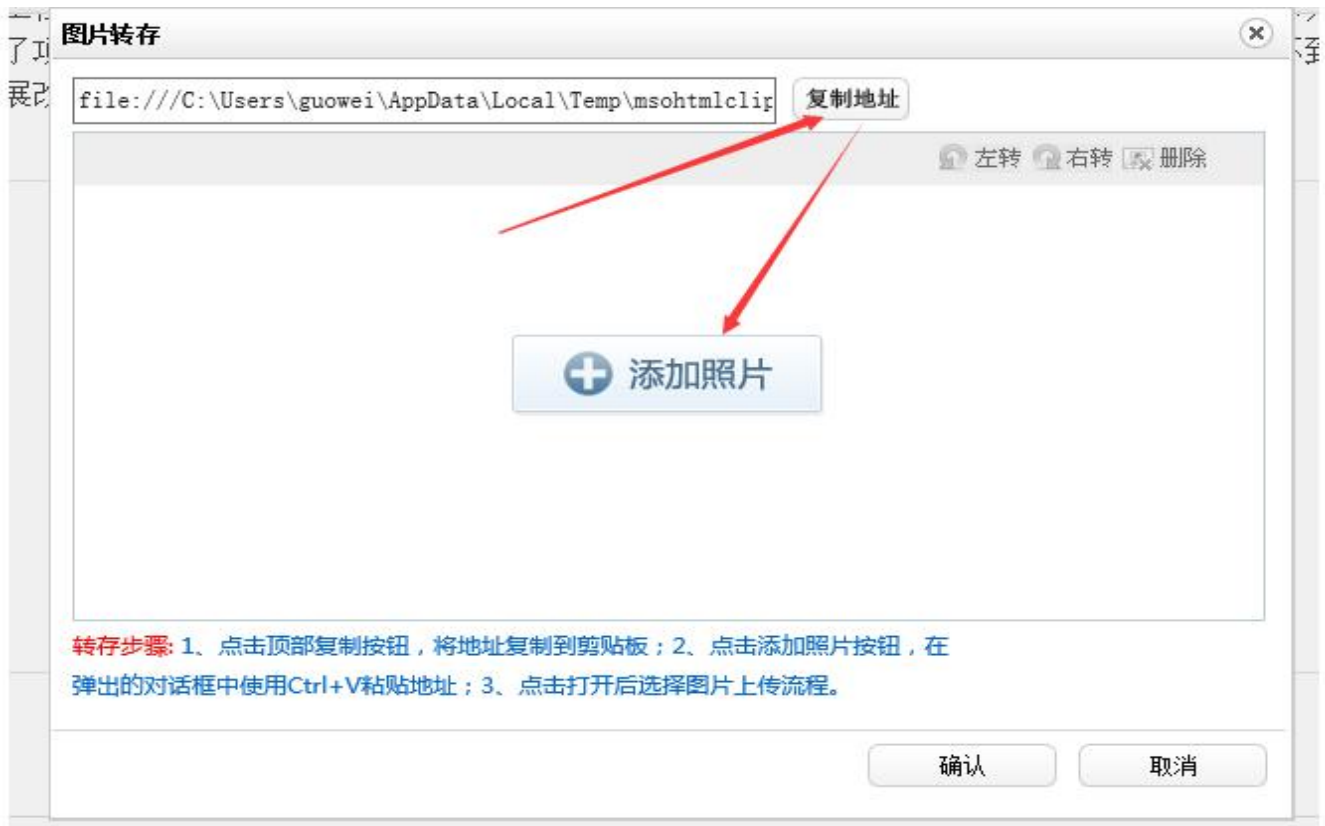 图片转存
了项
展改
file:///C:\Users\guowei\AppData\Local\Temp\msohtmlclip
复制地址
左转 右转 删除
添加照片
转存步骤: 1、点击顶部复制按钮，将地址复制到剪贴板；2、点击添加照片按钮，在
弹出的对话框中使用Ctrl+V粘贴地址；3、点击打开后选择图片上传流程。
确认 取消